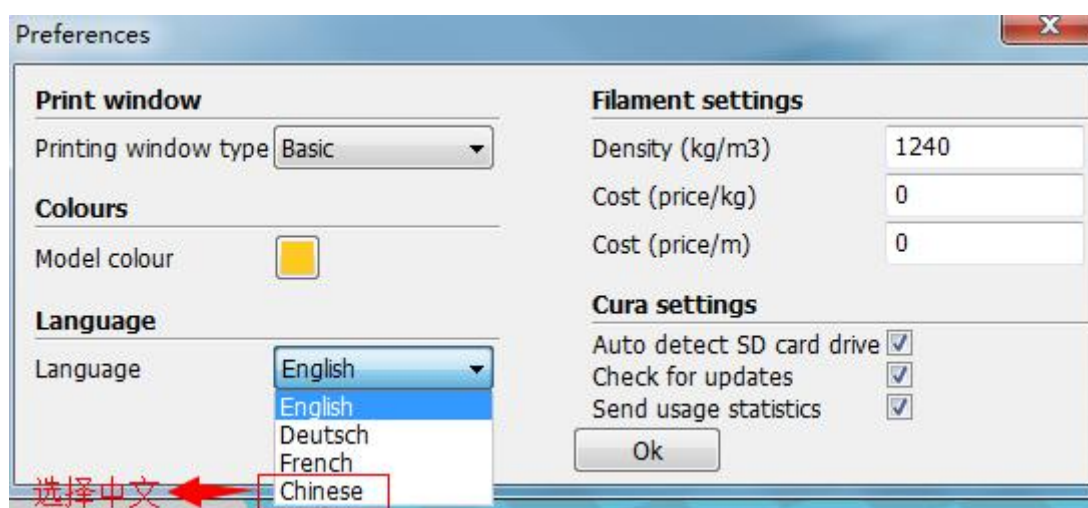 Preferences
Print window
Printing window type Basic
Colours
Model colour
Language
Language English
English
Deutsch
French
Chinese
选择中文
Filament settings
Density (kg/m3) 1240
Cost (price/kg) 0
Cost (price/m) 0
Cura settings
Auto detect SD card drive
Check for updates
Send usage statistics
Ok